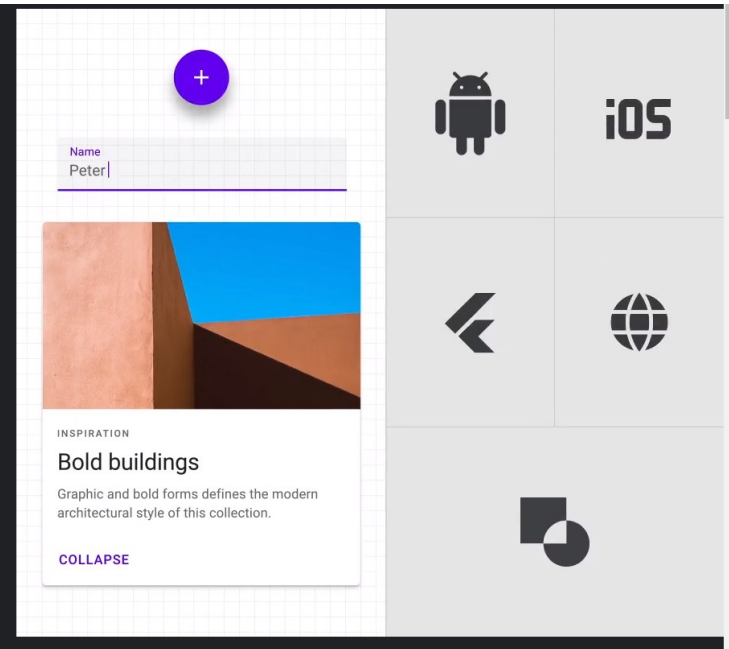 +
Name
Peter
iOS
INSPIRATION
Bold buildings
Graphic and bold forms defines the modern
architectural style of this collection.
COLLAPSE